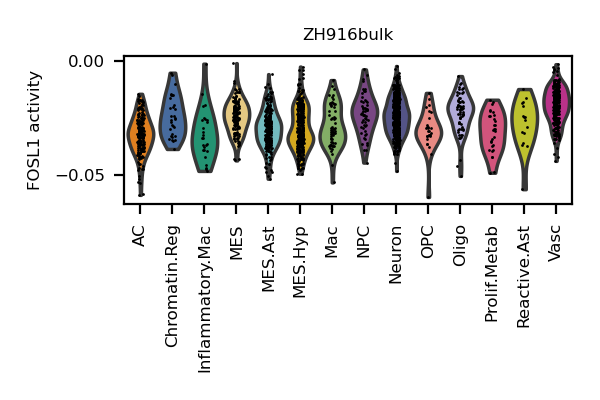 ZH916bulk
FOSL1 activity
0.00
−0.05
AC
Chromatin.Reg
Inflammatory.Mac
MES
MES.Ast
MES.Hyp
Mac
NPC
Neuron
OPC
Oligo
Prolif.Metab
Reactive.Ast
Vasc